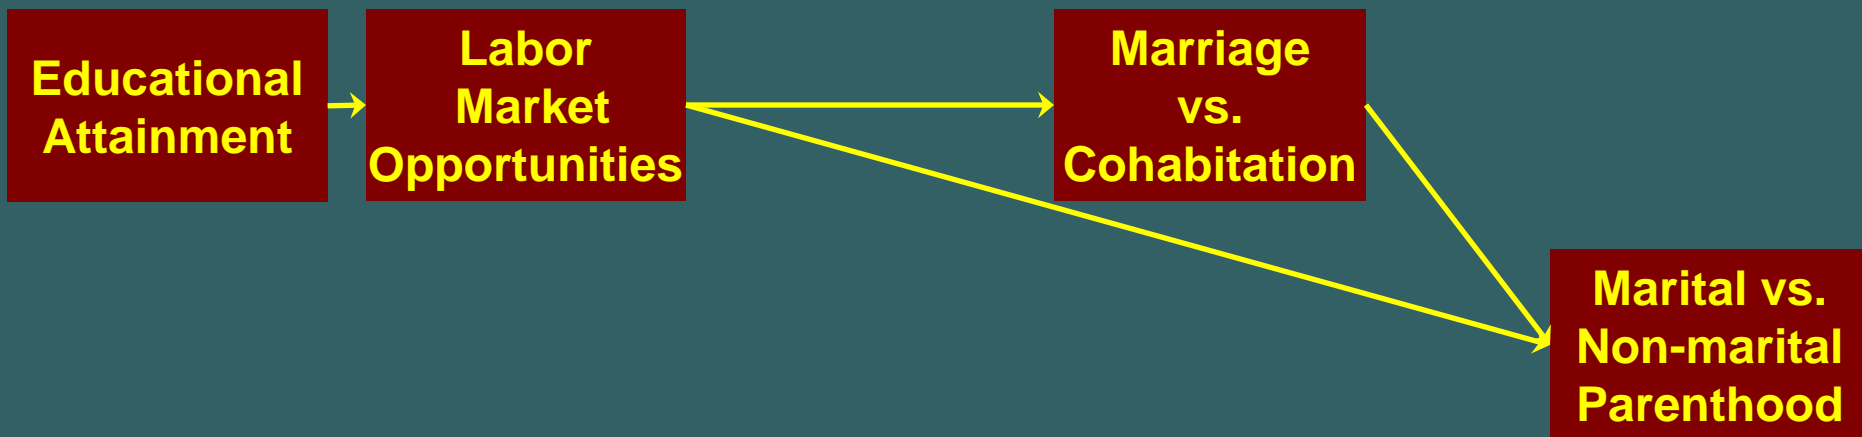 Educational
Attainment
Labor
Market
Opportunities
Marriage
vs.
Cohabitation
Marital vs.
Non-marital
Parenthood